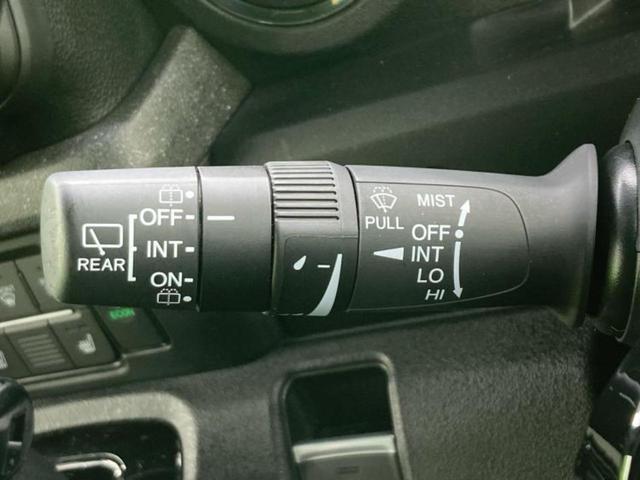 OFF
INT
REAR
ON
PULL
MIST
OFF
INT
LO
HI
ECON